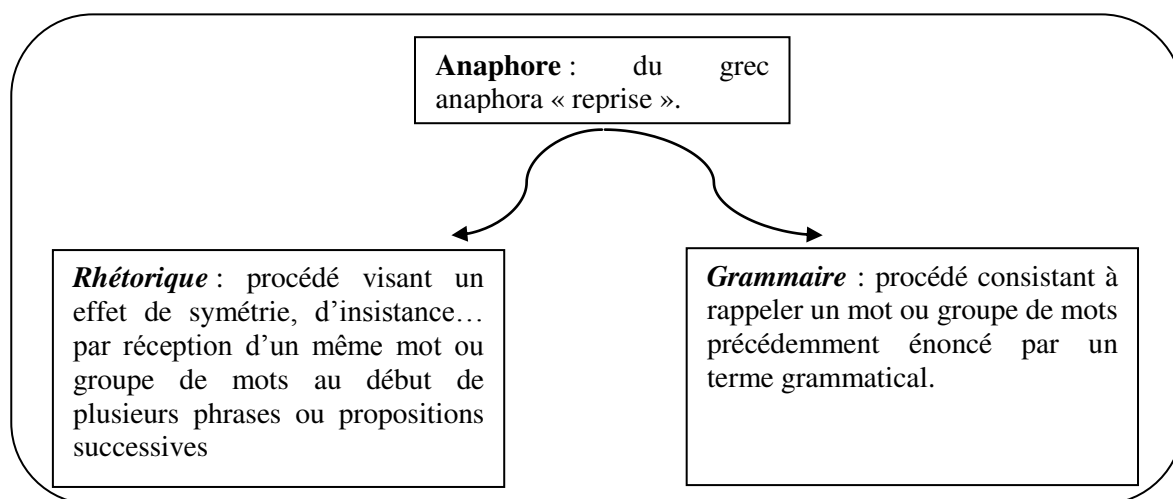 Anaphore : du grec
anaphora « reprise ».
Rhétorique : procédé visant un
effet de symétrie, d’insistance…
par réception d’un même mot ou
groupe de mots au début de
plusieurs phrases ou propositions
successives
Grammaire : procédé consistant à
rappeler un mot ou groupe de mots
précédemment énoncé par un
terme grammatical.